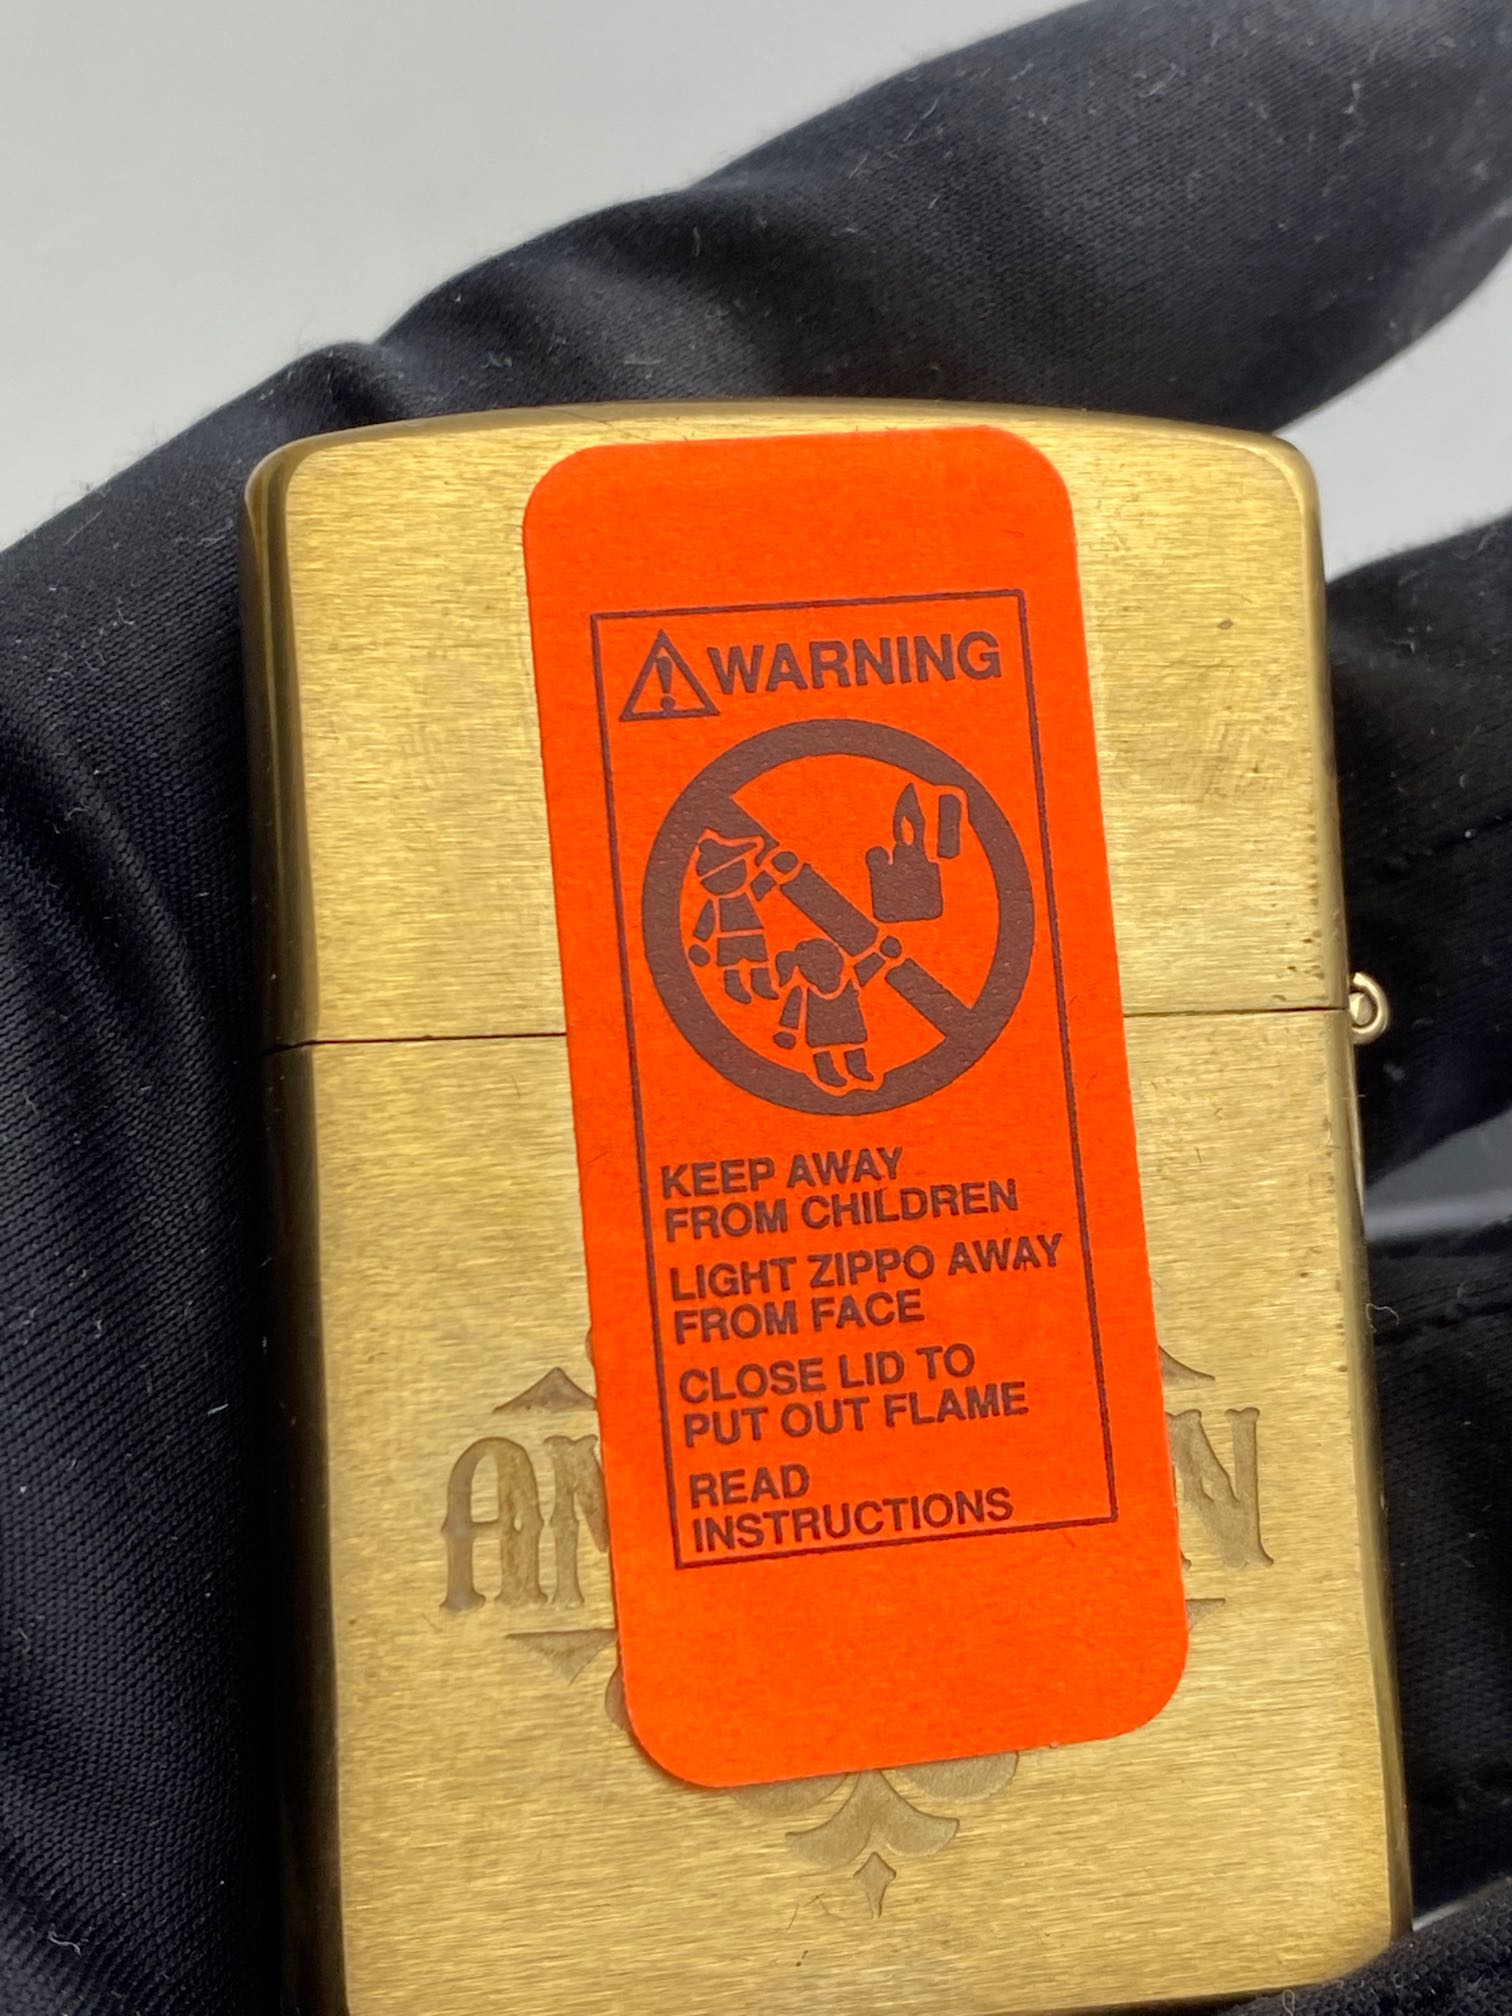 WARNING
KEEP AWAY
FROM CHILDREN
LIGHT ZIPPO AWAY
FROM FACE
CLOSE LID TO
PUT OUT FLAME
READ
INSTRUCTIONS